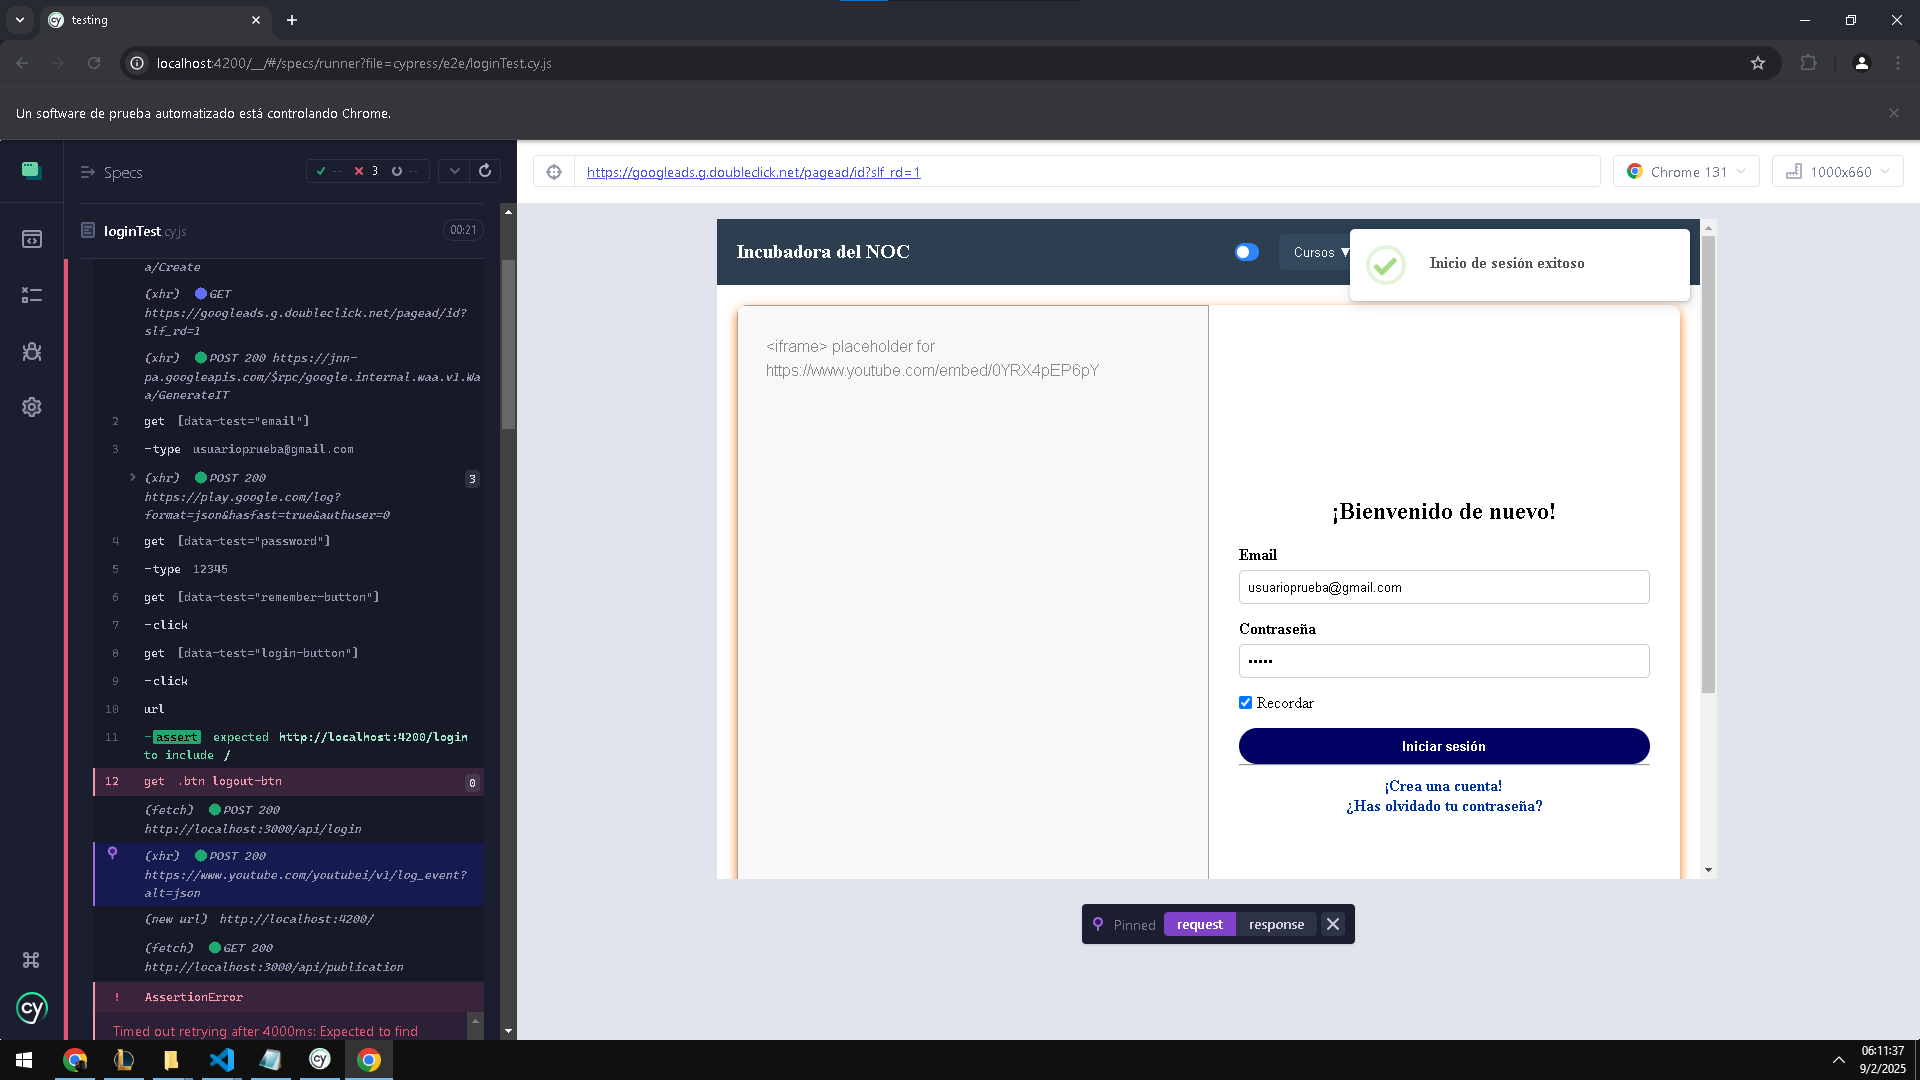 testing
localhost:4200/__/#/specs/runner?file=cypress/e2e/loginTest.cy.js
Un software de prueba automatizado está controlando Chrome.
Specs
-- 3 --
https://googleads.g.doubleclick.net/pagead/id?slf_rd=1
Chrome 131
1000x660
loginTest.cy.js
00:21
a/Create
(xhr) GET
https://googleads.g.doubleclick.net/pagead/id?
slf_rd=1
(xhr) POST 200 https://jnn-
pa.googleapis.com/$rpc/google.internal.waa.v1.Wa
a/GenerateIT
2 get [data-test="email"]
3 -type usuarioprueba@gmail.com
(xhr) POST 200 3
https://play.google.com/log?
format=json&hasfast=true&authuser=0
4 get [data-test="password"]
5 -type 12345
6 get [data-test="remember-button"]
7 -click
8 get [data-test="login-button"]
9 -click
10 url
11 -assert expected http://localhost:4200/login
to include /
12 get .btn logout-btn 0
(fetch) POST 200
http://localhost:3000/api/login
(xhr) POST 200
https://www.youtube.com/youtubei/v1/log_event?
alt=json
(new url) http://localhost:4200/
(fetch) GET 200
http://localhost:3000/api/publication
! AssertionError
Timed out retrying after 4000ms: Expected to find
Incubadora del NOC
Cursos ▼
Inicio de sesión exitoso
<iframe> placeholder for
https://www.youtube.com/embed/0YRX4pEP6pY
¡Bienvenido de nuevo!
Email
usuarioprueba@gmail.com
Contraseña
•••••
Recordar
Iniciar sesión
¡Crea una cuenta!
¿Has olvidado tu contraseña?
Pinned request response
cy
06:11:37
9/2/2025